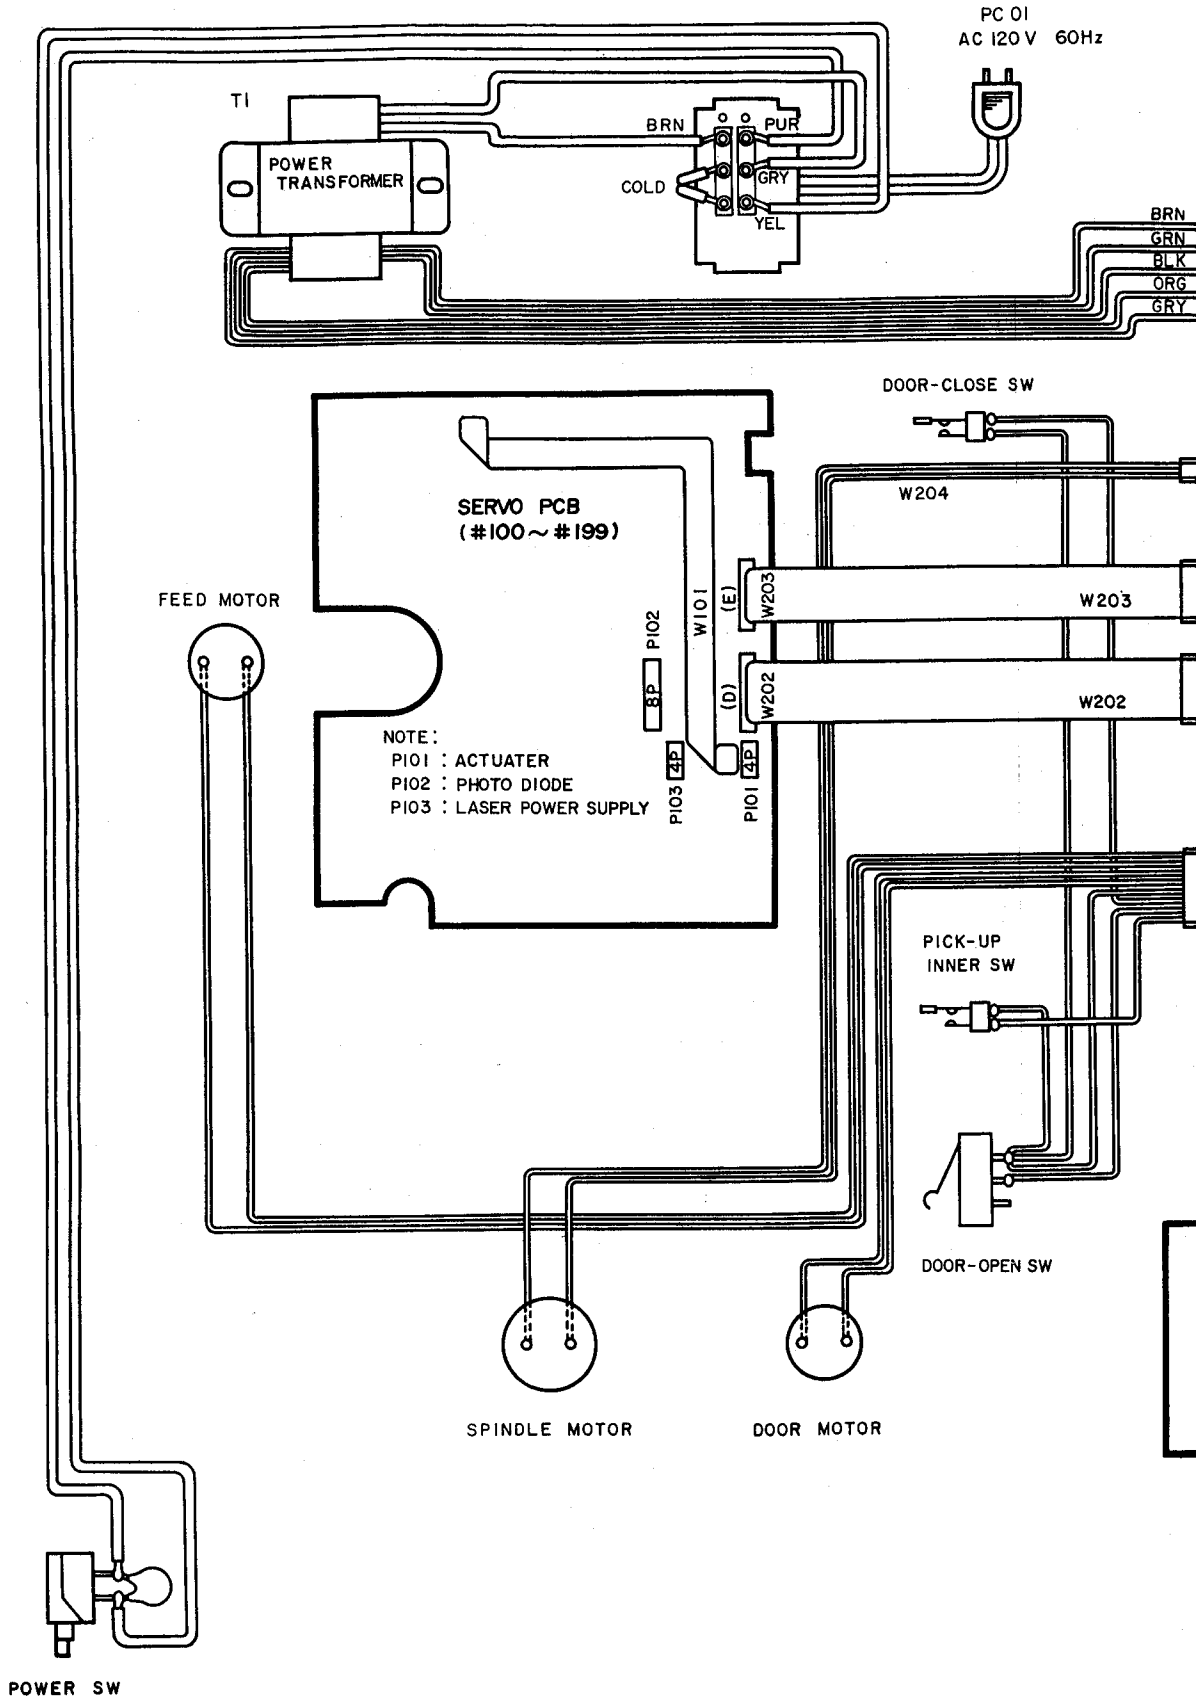 PC 01
AC 120V 60Hz
T1
POWER
TRANSFORMER
BRN
PUR
COLD
GRY
YEL
BRN
GRN
BLK
ORG
GRY
DOOR-CLOSE SW
W204
SERVO PCB
(#100~#199)
FEED MOTOR
P102
8P
W101
(E)
W203
W203
(D)
W202
W202
NOTE:
P101 : ACTUATER
P102 : PHOTO DIODE
P103 : LASER POWER SUPPLY
4P
P103
4P
P101
PICK-UP
INNER SW
DOOR-OPEN SW
SPINDLE MOTOR
DOOR MOTOR
POWER SW